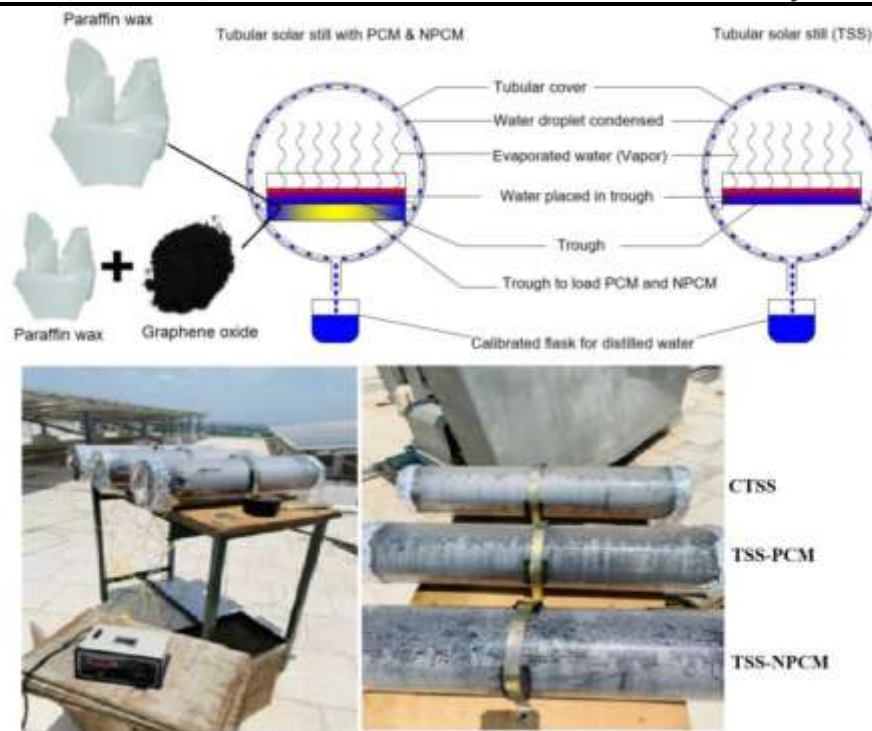 Paraffin wax
Tubular solar still with PCM & NPCM
Tubular solar still (TSS)
Tubular cover
Water droplet condensed
Evaporated water (Vapor)
Water placed in trough
Trough
Trough to load PCM and NPCM
Paraffin wax
Graphene oxide
Calibrated flask for distilled water
CTSS
TSS-PCM
TSS-NPCM